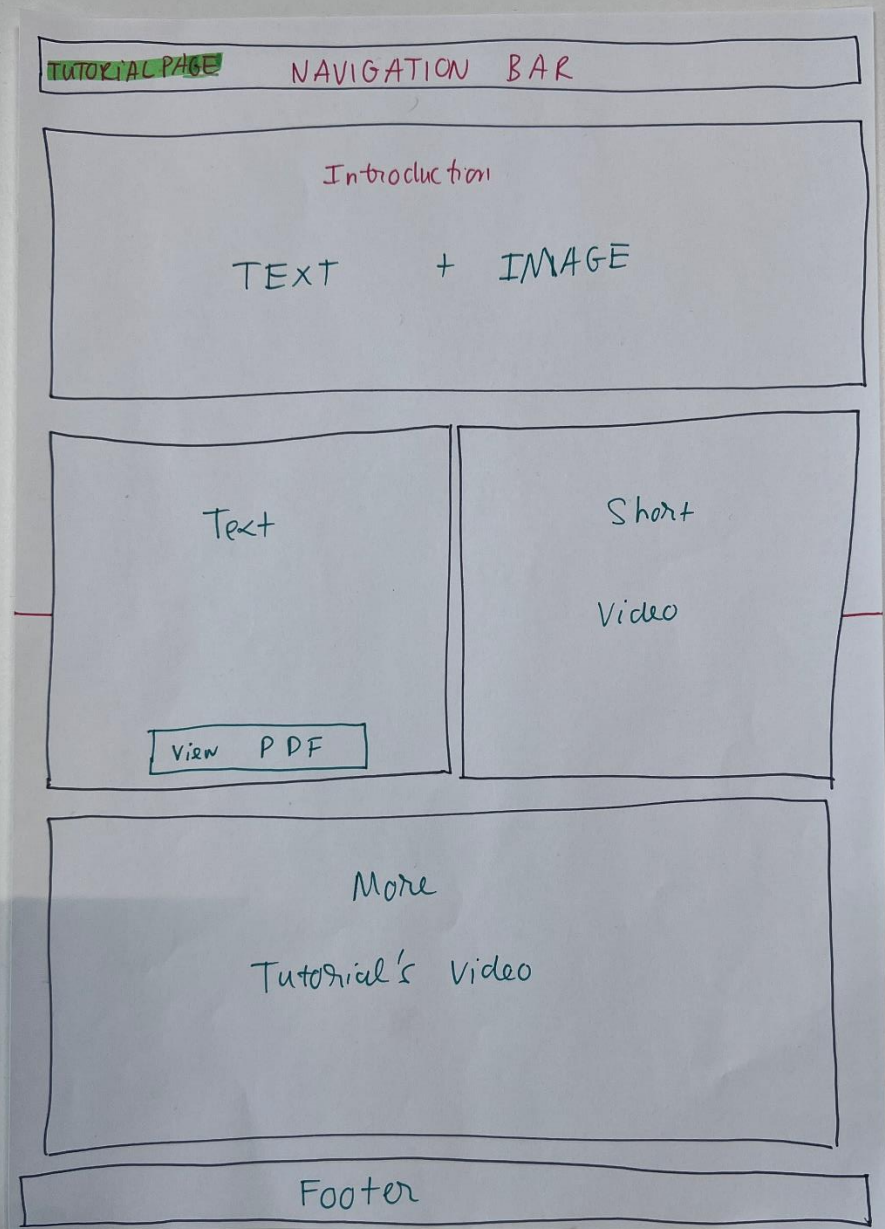 TUTORIAL PAGE NAVIGATION BAR
Introduction
TEXT + IMAGE
Text
View PDF
Short
Video
More
Tutorial's Video
Footer